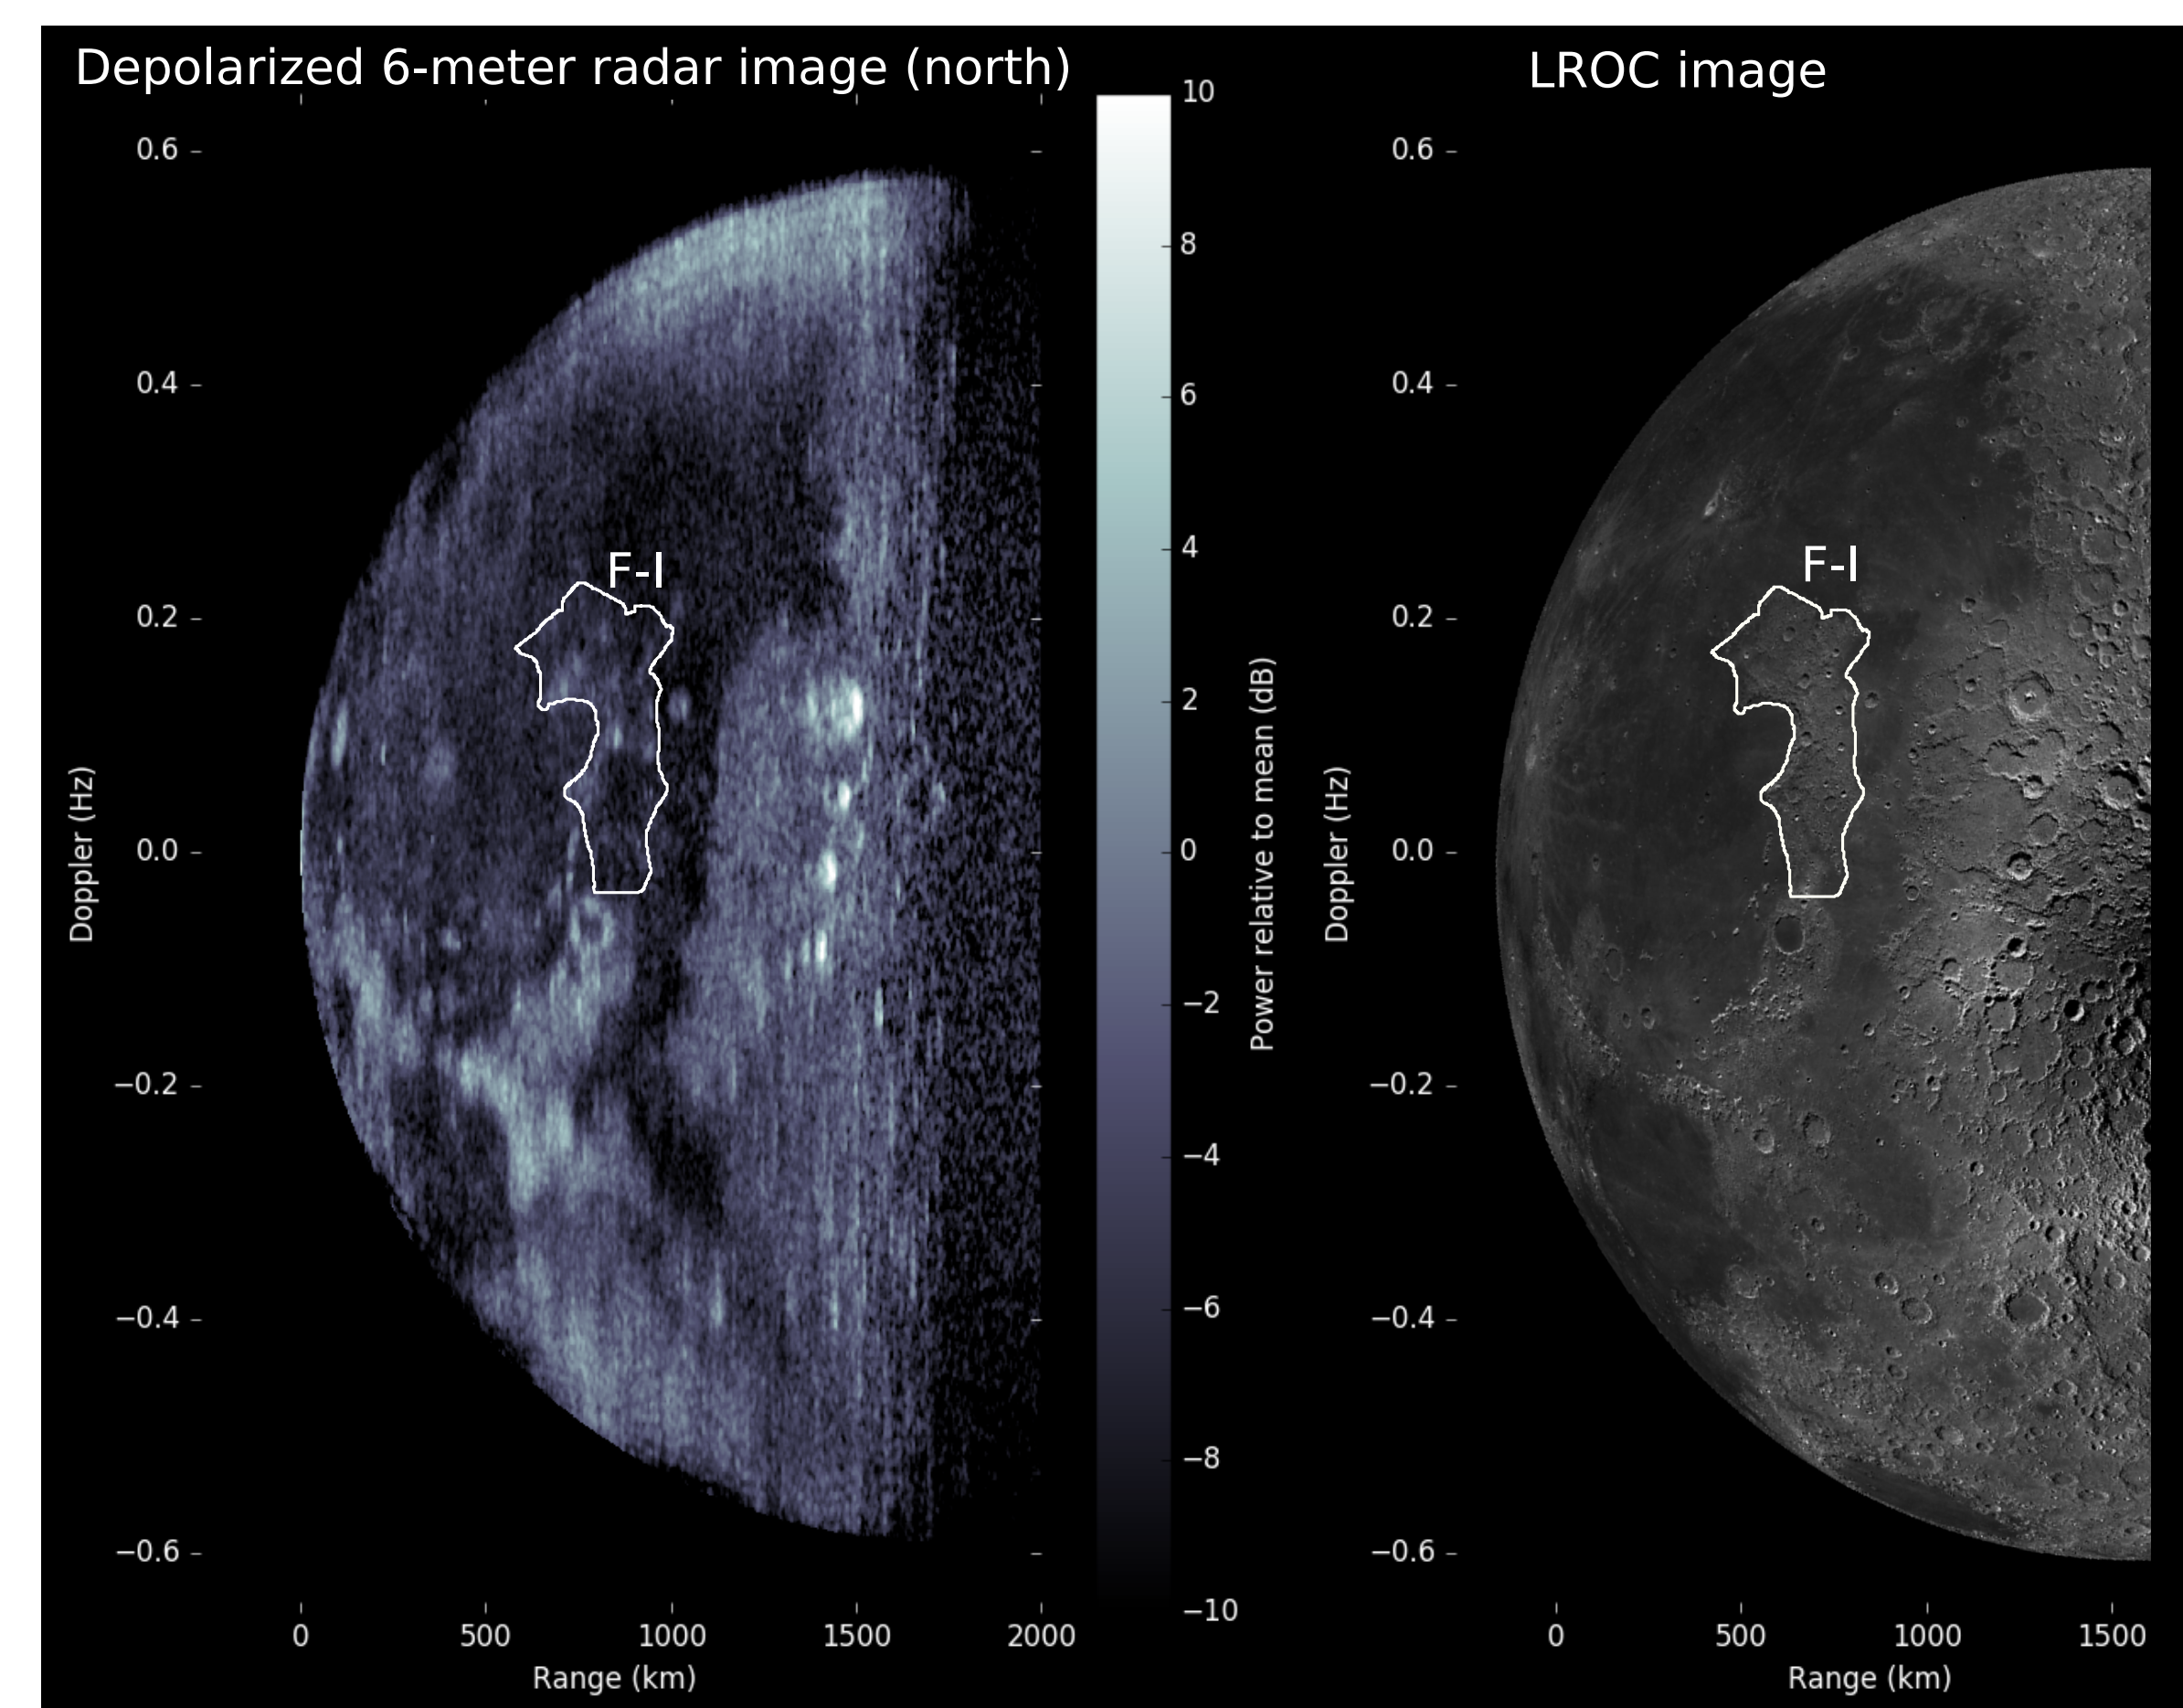 Depolarized 6-meter radar image (north)
0.6
0.4
0.2
0.0
−0.2
−0.4
−0.6
Doppler (Hz)
F-I
0 500 1000 1500 2000
Range (km)
10
8
6
4
2
0
−2
−4
−6
−8
−10
Power relative to mean (dB)
LROC image
0.6
0.4
0.2
0.0
−0.2
−0.4
−0.6
Doppler (Hz)
F-I
0 500 1000 1500
Range (km)